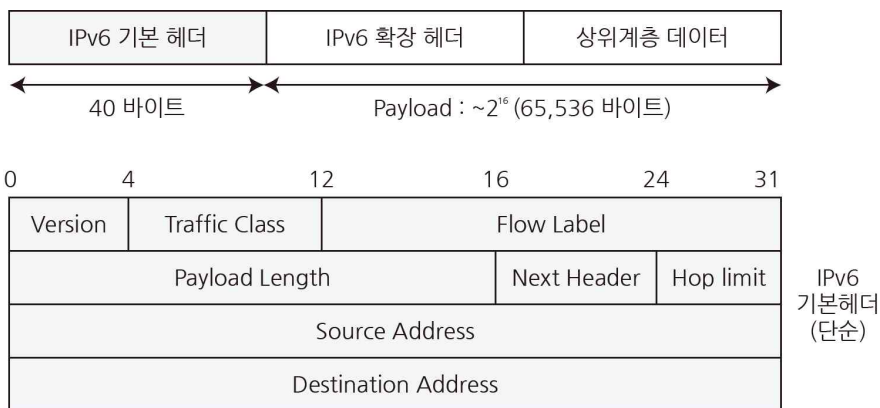 IPv6 기본 헤더 IPv6 확장 헤더 상위계층 데이터
40 바이트 Payload : ~2¹⁶ (65,536 바이트)
0 4 12 16 24 31
Version Traffic Class Flow Label
Payload Length Next Header Hop limit
Source Address
Destination Address
IPv6
기본헤더
(단순)